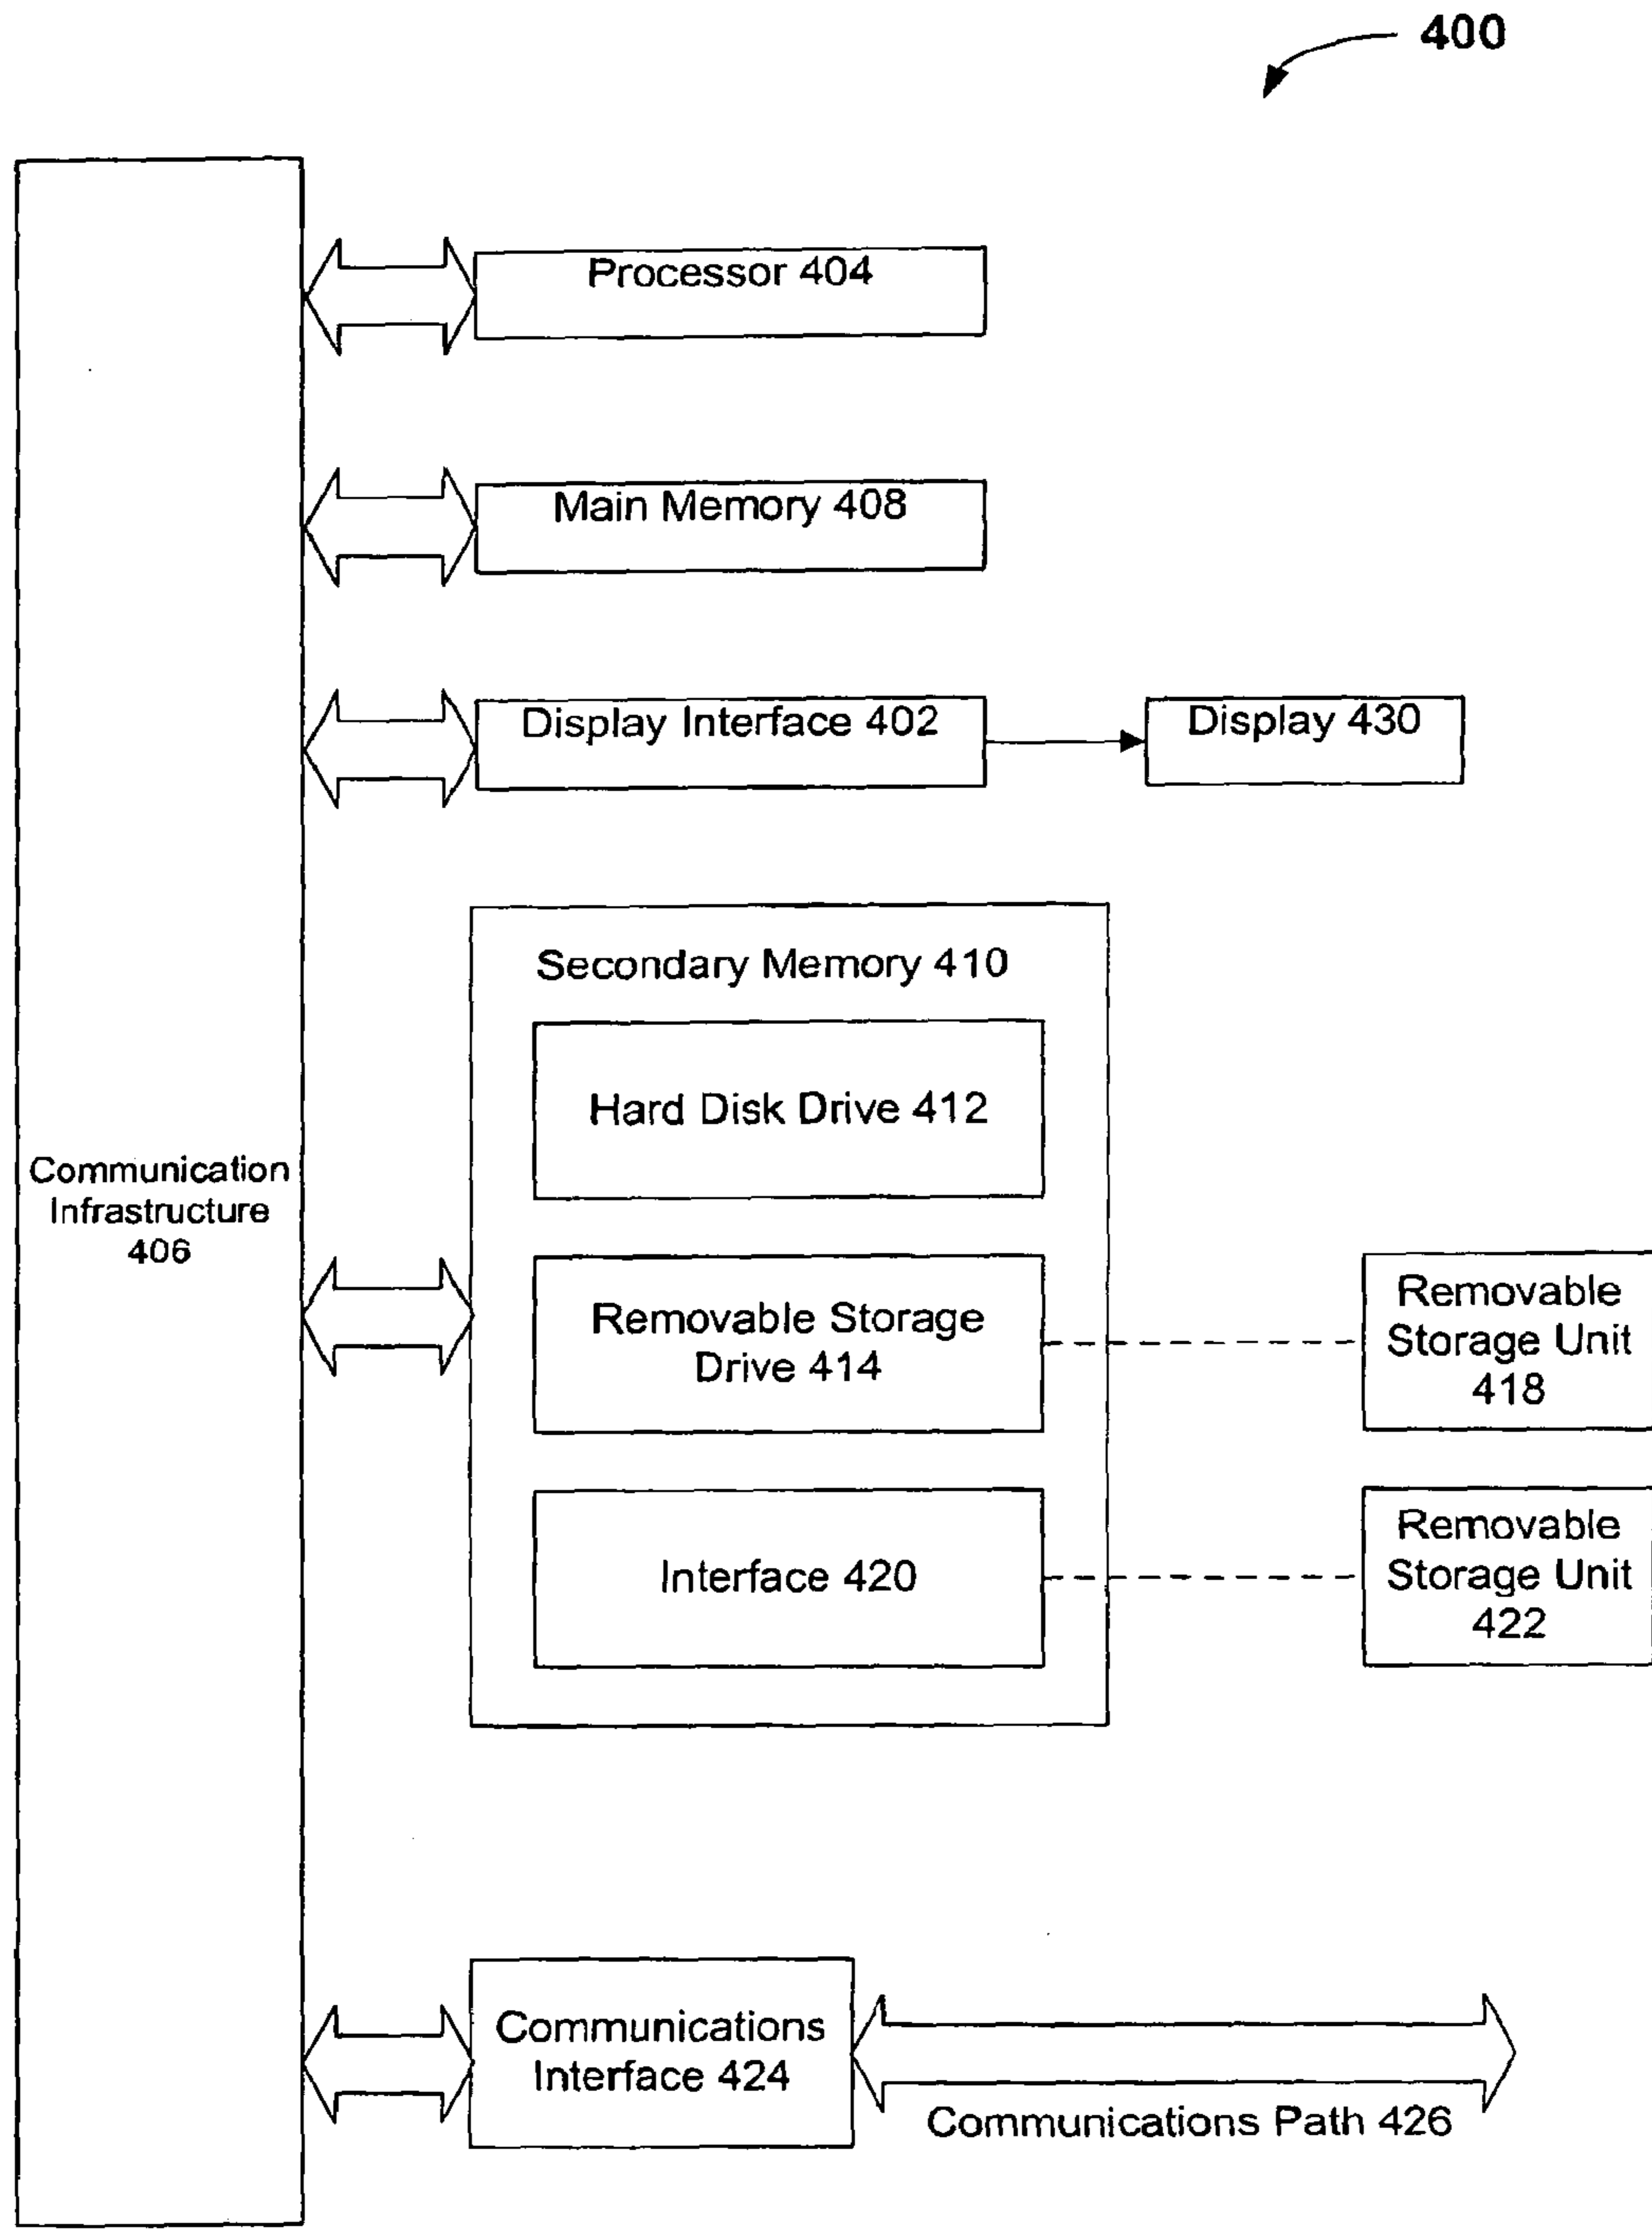 400
Processor 404
Main Memory 408
Display Interface 402
Display 430
Secondary Memory 410
Hard Disk Drive 412
Communication
Infrastructure
406
Removable Storage
Drive 414
Removable
Storage Unit
418
Interface 420
Removable
Storage Unit
422
Communications
Interface 424
Communications Path 426